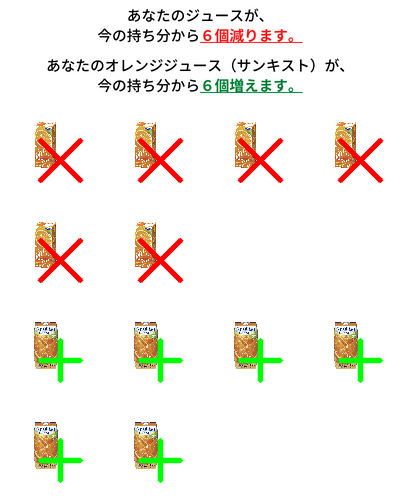 あなたのジュースが、
今の持ち分から６個減ります。
あなたのオレンジジュース（サンキスト）が、
今の持ち分から６個増えます。